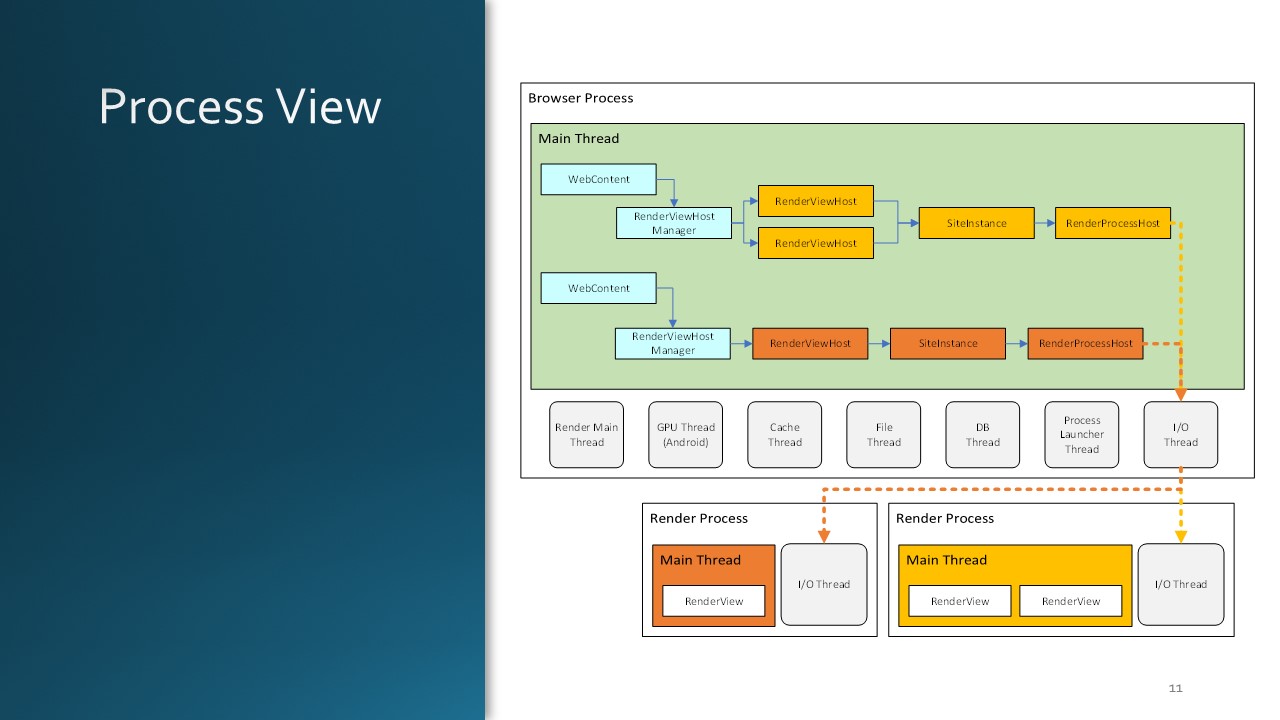 Process View
Browser Process
Main Thread
WebContent
RenderViewHost
Manager
RenderViewHost
RenderViewHost
SiteInstance
RenderProcessHost
WebContent
RenderViewHost
Manager
RenderViewHost
SiteInstance
RenderProcessHost
Render Main
Thread
GPU Thread
(Android)
Cache
Thread
File
Thread
DB
Thread
Process
Launcher
Thread
I/O
Thread
Render Process
Main Thread
RenderView
I/O Thread
Render Process
Main Thread
RenderView
RenderView
I/O Thread
11